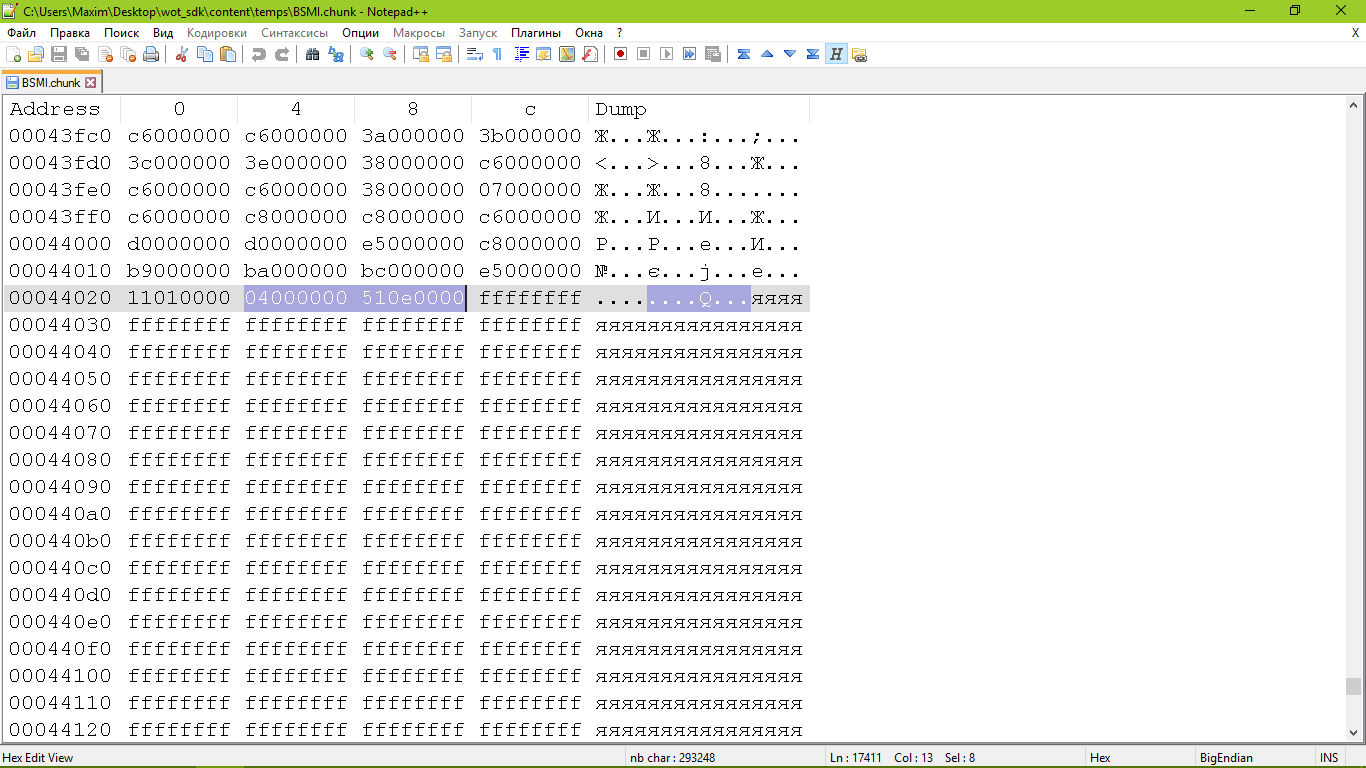 C:\Users\Maxim\Desktop\wot_sdk\content\temps\BSMI.chunk - Notepad++
Файл Правка Поиск Вид Кодировки Синтаксисы Опции Макросы Запуск Плагины Окна ? X
BSMI.chunk
Address 0 4 8 c Dump
00043fc0 c6000000 c6000000 3a000000 3b000000 Ж...Ж...:...;...
00043fd0 3c000000 3e000000 38000000 c6000000 <...>...8...Ж...
00043fe0 c6000000 c6000000 38000000 07000000 Ж...Ж...8.......
00043ff0 c6000000 c8000000 c8000000 c6000000 Ж...И...И...Ж...
00044000 d0000000 d0000000 e5000000 c8000000 Р...Р...е...И...
00044010 b9000000 ba000000 bc000000 e5000000 №...є...ј...е...
00044020 11010000 04000000 510e0000 ffffffff ........Q...яяяя
00044030 ffffffff ffffffff ffffffff ffffffff яяяяяяяяяяяяяяяя
00044040 ffffffff ffffffff ffffffff ffffffff яяяяяяяяяяяяяяяя
00044050 ffffffff ffffffff ffffffff ffffffff яяяяяяяяяяяяяяяя
00044060 ffffffff ffffffff ffffffff ffffffff яяяяяяяяяяяяяяяя
00044070 ffffffff ffffffff ffffffff ffffffff яяяяяяяяяяяяяяяя
00044080 ffffffff ffffffff ffffffff ffffffff яяяяяяяяяяяяяяяя
00044090 ffffffff ffffffff ffffffff ffffffff яяяяяяяяяяяяяяяя
000440a0 ffffffff ffffffff ffffffff ffffffff яяяяяяяяяяяяяяяя
000440b0 ffffffff ffffffff ffffffff ffffffff яяяяяяяяяяяяяяяя
000440c0 ffffffff ffffffff ffffffff ffffffff яяяяяяяяяяяяяяяя
000440d0 ffffffff ffffffff ffffffff ffffffff яяяяяяяяяяяяяяяя
000440e0 ffffffff ffffffff ffffffff ffffffff яяяяяяяяяяяяяяяя
000440f0 ffffffff ffffffff ffffffff ffffffff яяяяяяяяяяяяяяяя
00044100 ffffffff ffffffff ffffffff ffffffff яяяяяяяяяяяяяяяя
00044110 ffffffff ffffffff ffffffff ffffffff яяяяяяяяяяяяяяяя
00044120 ffffffff ffffffff ffffffff ffffffff яяяяяяяяяяяяяяяя
Hex Edit View nb char : 293248 Ln : 17411 Col : 13 Sel : 8 Hex BigEndian INS